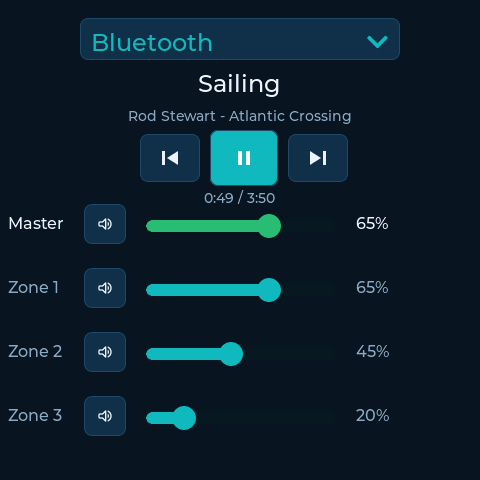 Bluetooth
Sailing
Rod Stewart - Atlantic Crossing
0:49 / 3:50
Master 65%
Zone 1 65%
Zone 2 45%
Zone 3 20%